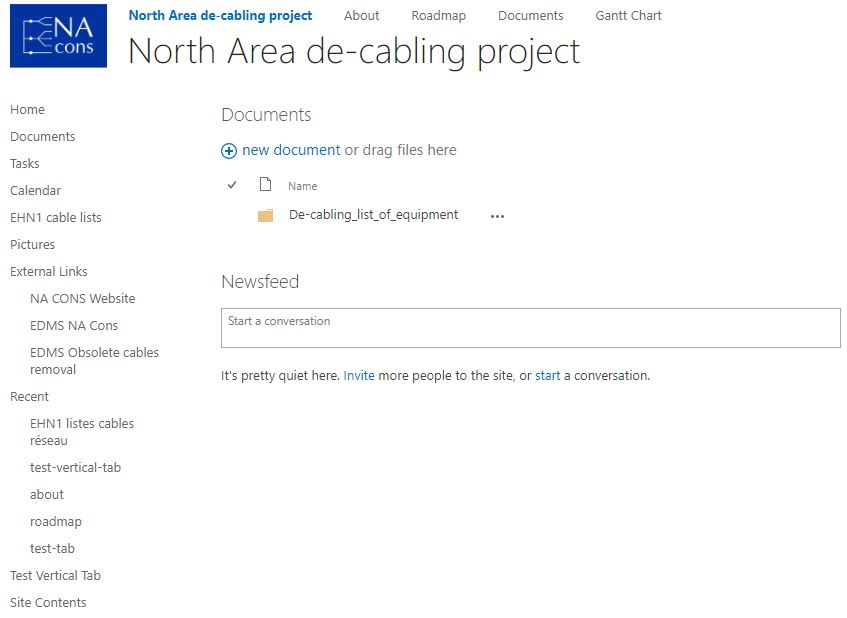 NA
cons
North Area de-cabling project About Roadmap Documents Gantt Chart
North Area de-cabling project
Home
Documents
Tasks
Calendar
EHN1 cable lists
Pictures
External Links
NA CONS Website
EDMS NA Cons
EDMS Obsolete cables
removal
Recent
EHN1 listes cables
réseau
test-vertical-tab
about
roadmap
test-tab
Test Vertical Tab
Site Contents
Documents
new document or drag files here
Name
De-cabling_list_of_equipment ...
Newsfeed
Start a conversation
It's pretty quiet here. Invite more people to the site, or start a conversation.